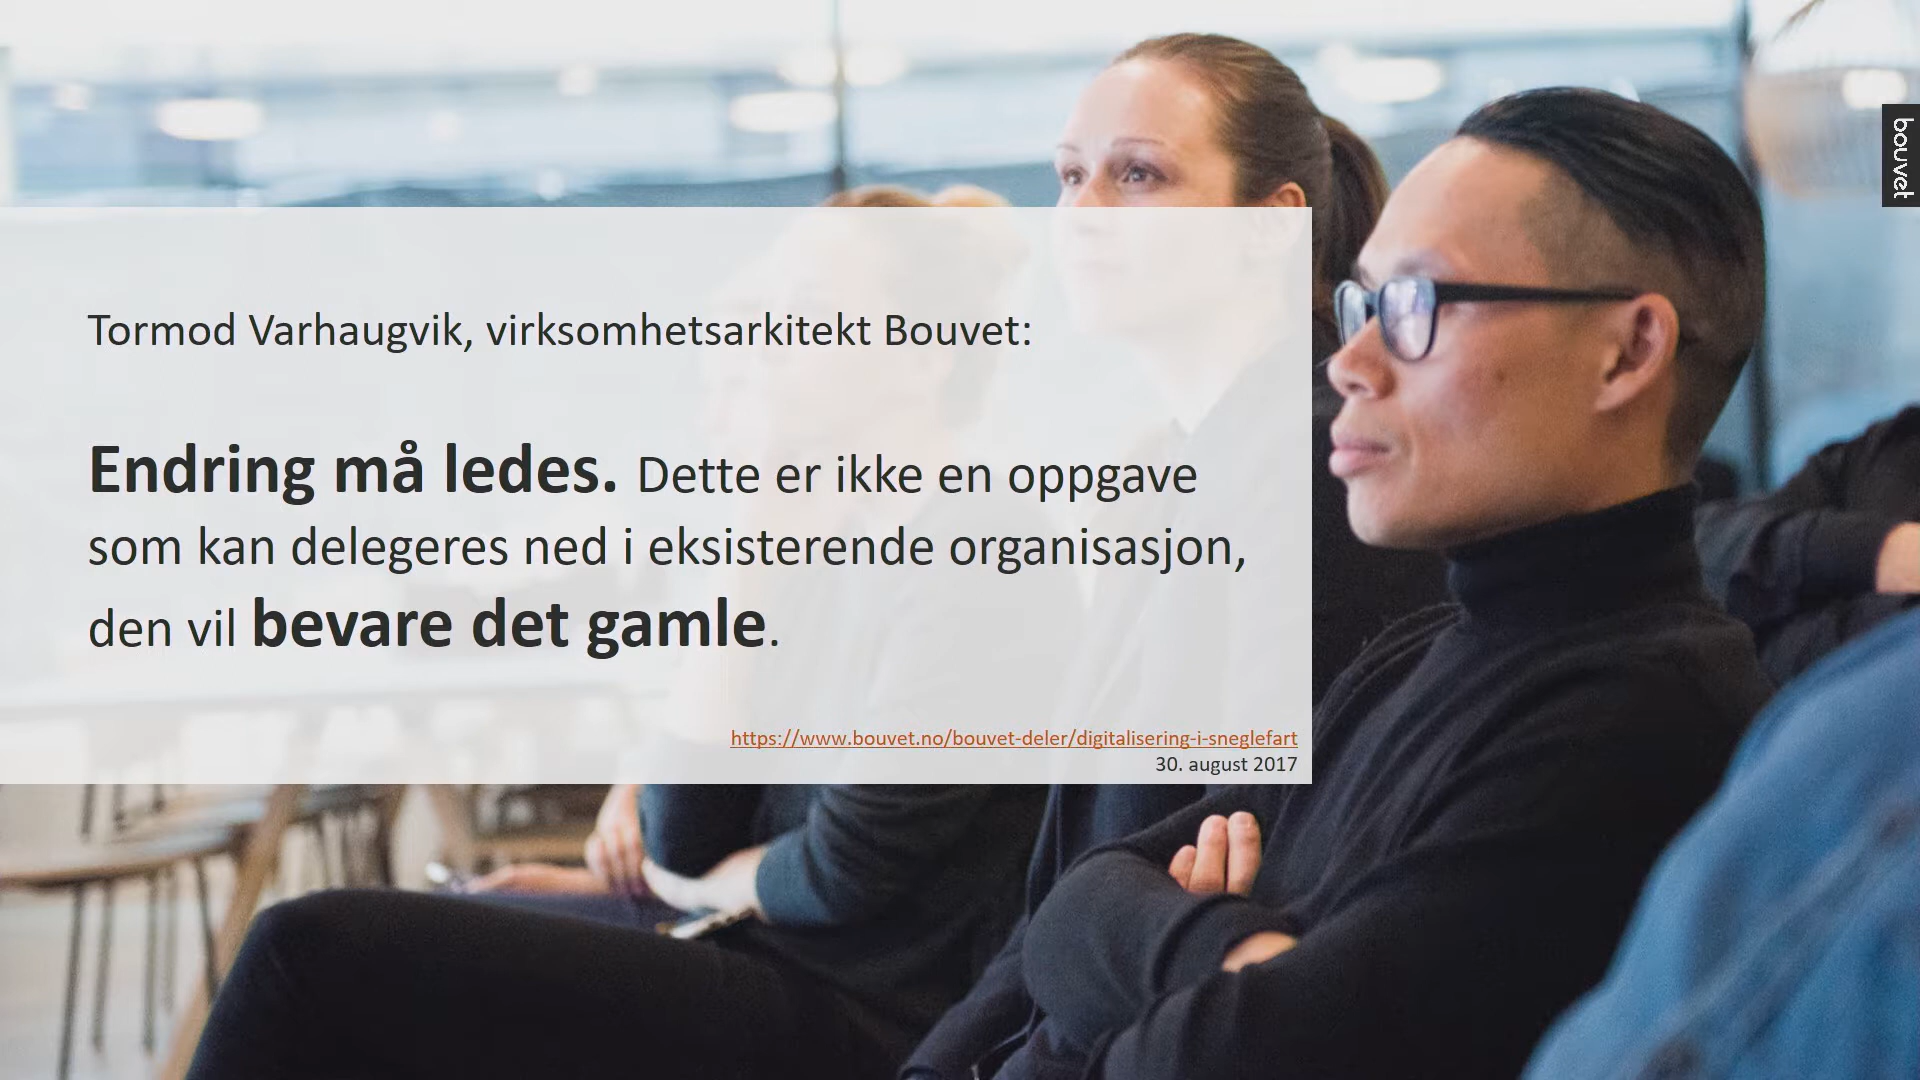 bouvet
Tormod Varhaugvik, virksomhetsarkitekt Bouvet:
Endring må ledes. Dette er ikke en oppgave
som kan delegeres ned i eksisterende organisasjon,
den vil bevare det gamle.
https://www.bouvet.no/bouvet-deler/digitalisering-i-sneglefart
30. august 2017